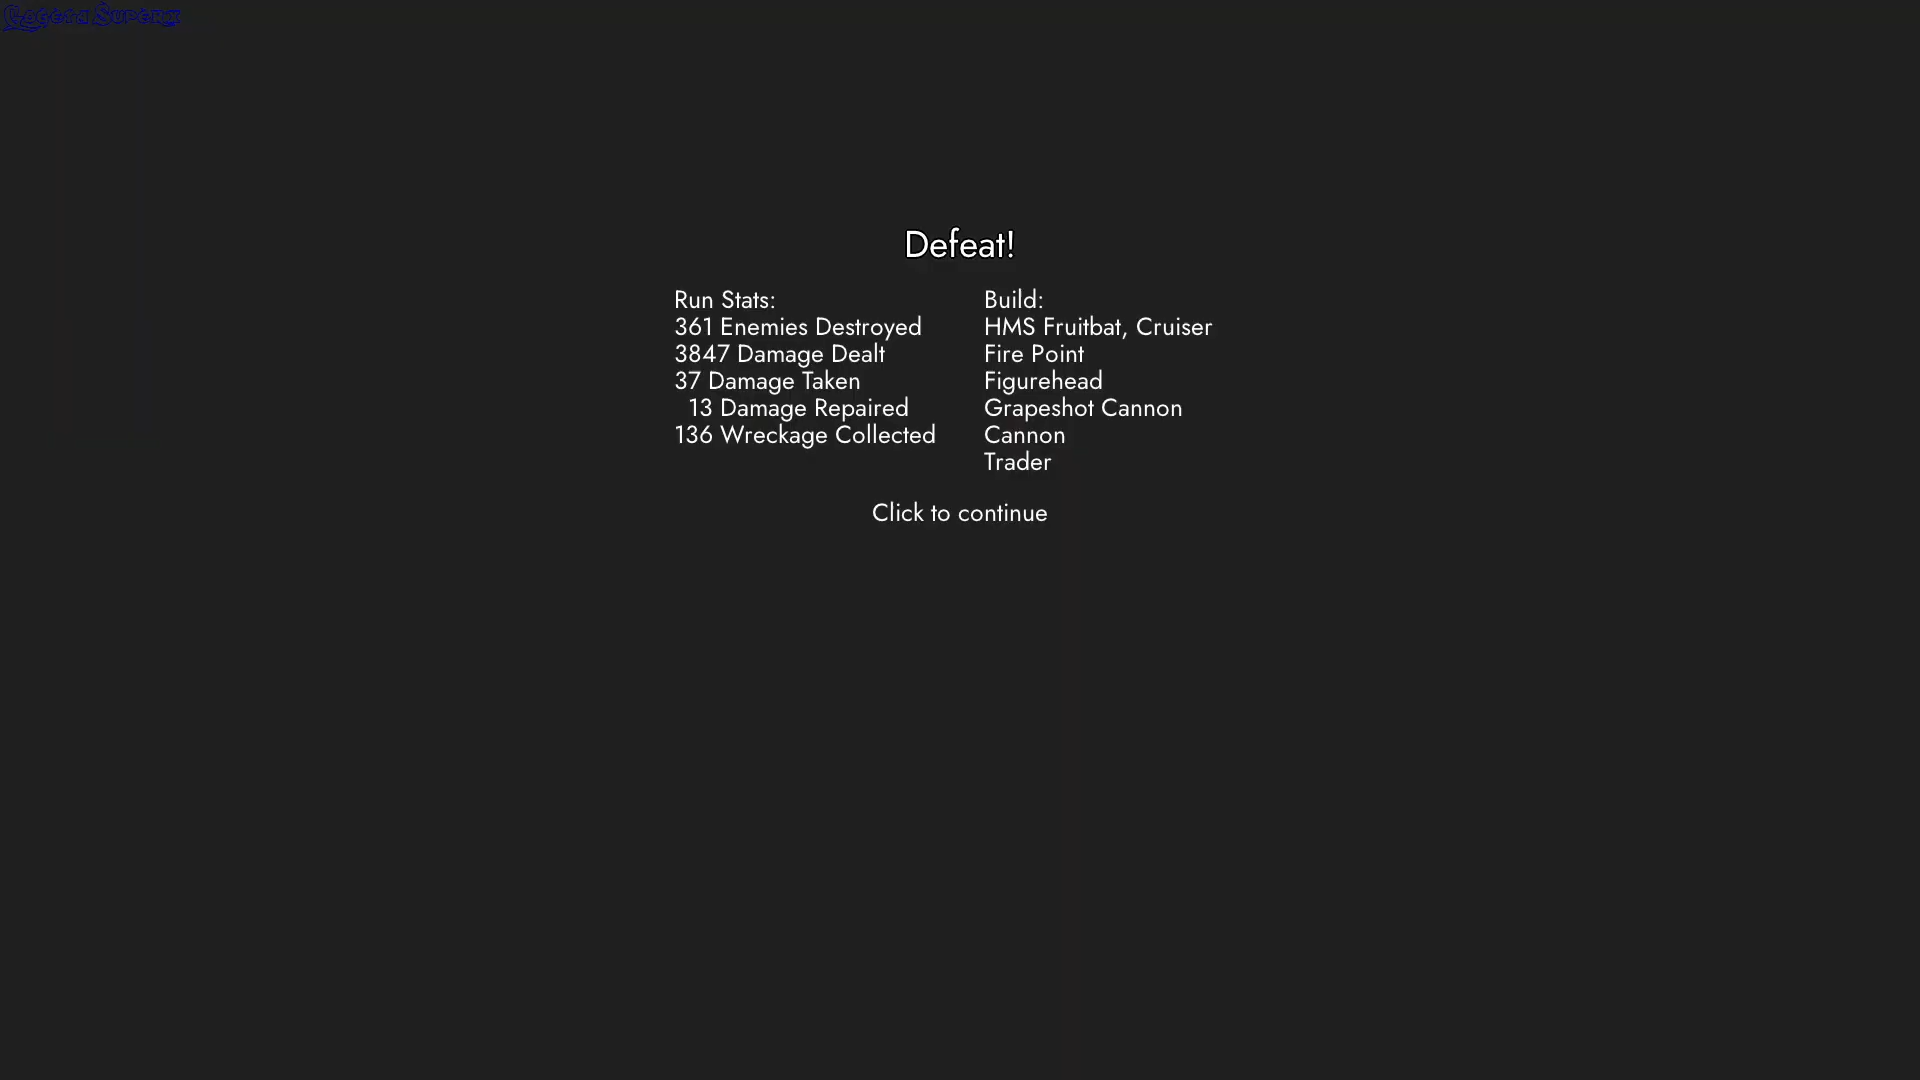 Defeat!
Run Stats:
361 Enemies Destroyed
3847 Damage Dealt
37 Damage Taken
13 Damage Repaired
136 Wreckage Collected
Build:
HMS Fruitbat, Cruiser
Fire Point
Figurehead
Grapeshot Cannon
Cannon
Trader
Click to continue